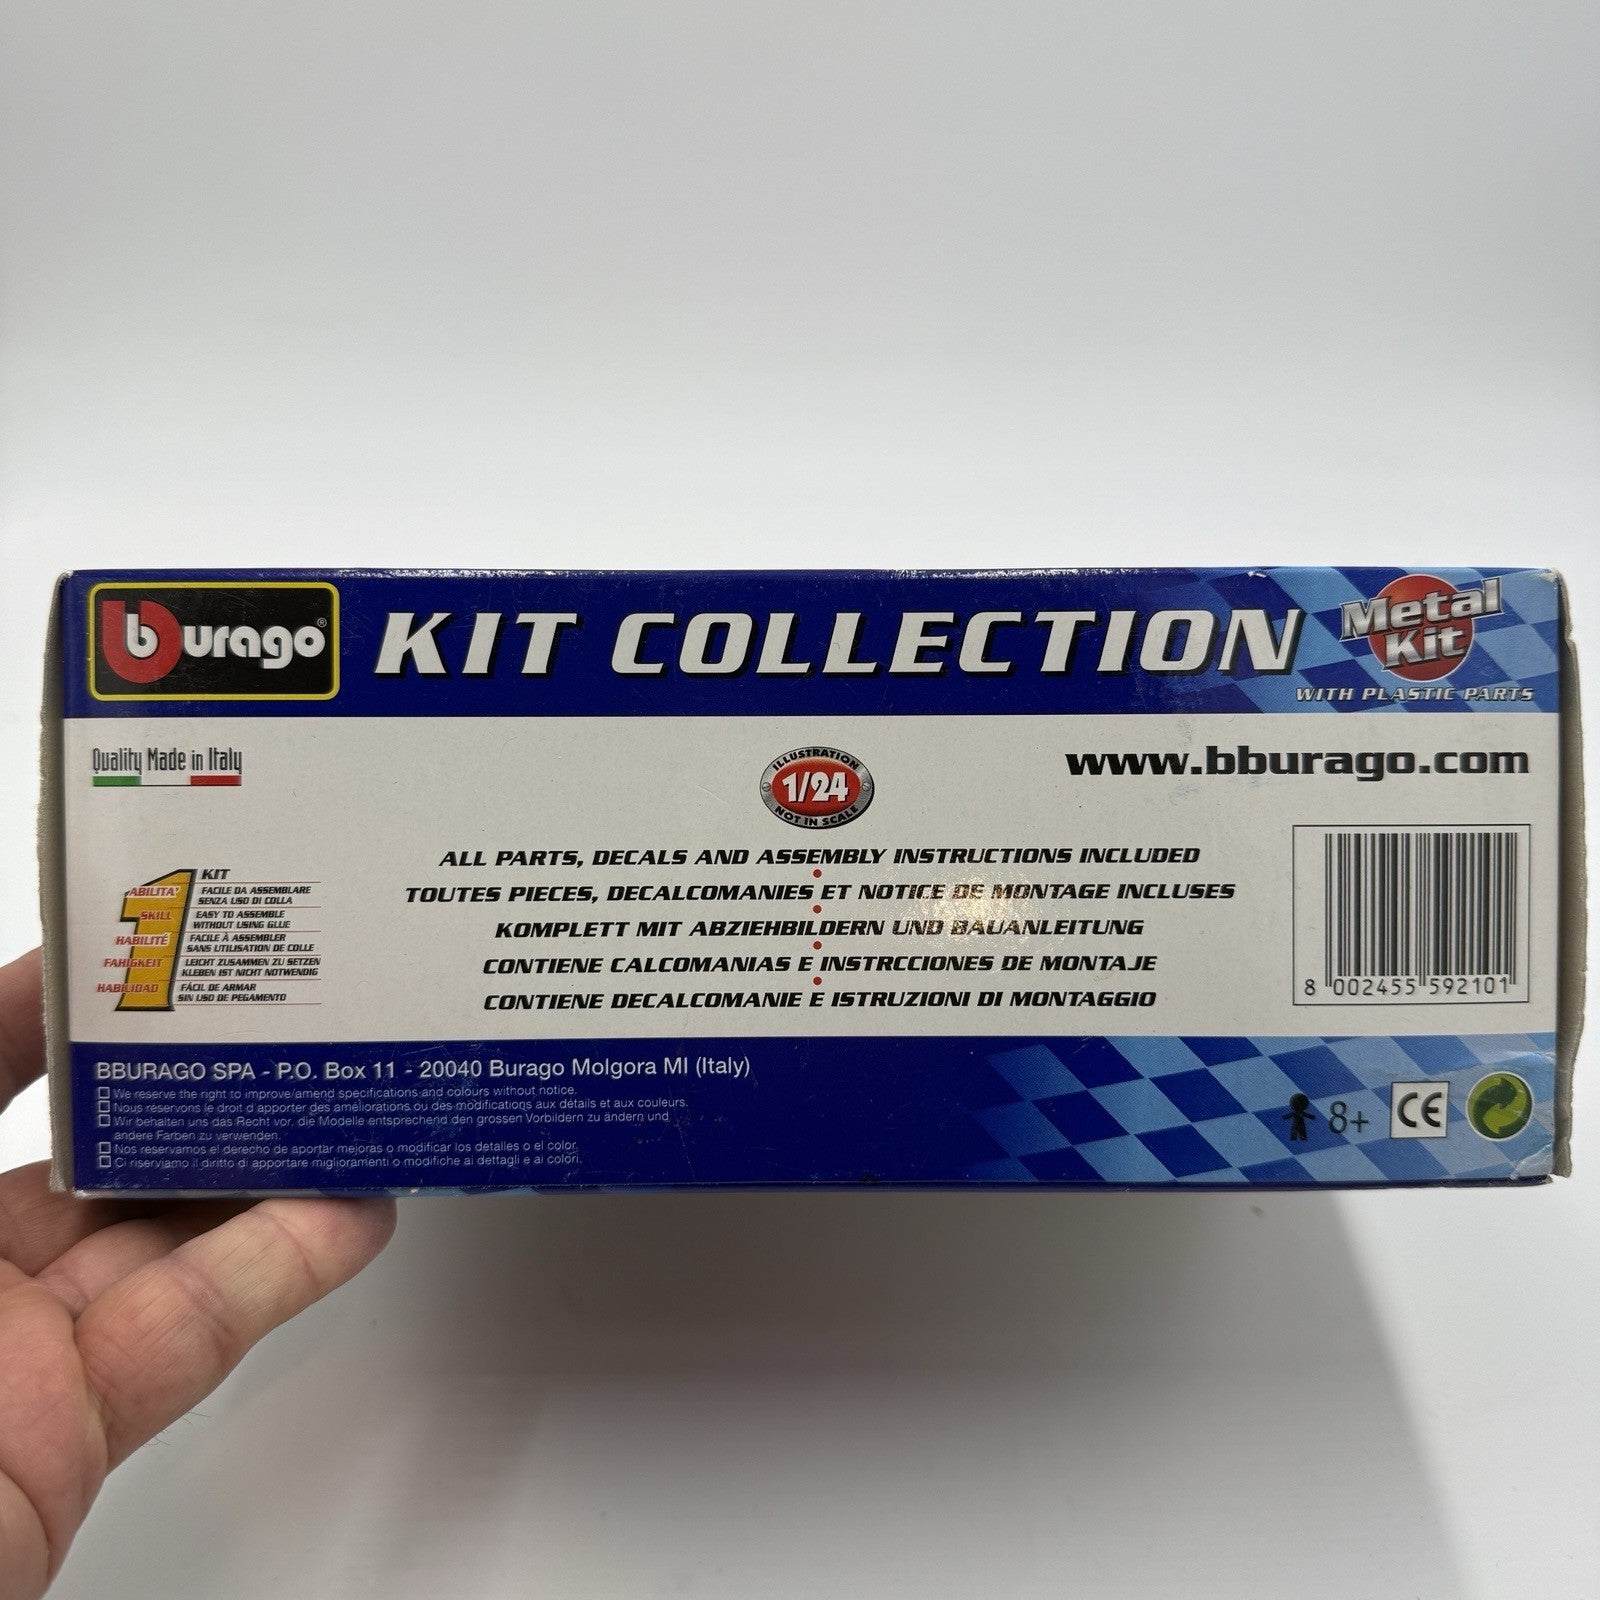 burago®
KIT COLLECTION
Metal
Kit
WITH PLASTIC PARTS
Quality Made in Italy
ILLUSTRATION
1/24
NOT IN SCALE
www.bburago.com
ALL PARTS, DECALS AND ASSEMBLY INSTRUCTIONS INCLUDED
TOUTES PIECES, DECALCOMANIES ET NOTICE DE MONTAGE INCLUSES
KOMPLETT MIT ABZIEHBILDERN UND BAUANLEITUNG
CONTIENE CALCOMANIAS E INSTRCCIONES DE MONTAJE
CONTIENE DECALCOMANIE E ISTRUZIONI DI MONTAGGIO
1
KIT
ABILITA' FACILE DA ASSEMBLARE
SENZA USO DI COLLA
SKILL EASY TO ASSEMBLE
WITHOUT USING GLUE
HABILITÉ FACILE À ASSEMBLER
SANS UTILISATION DE COLLE
FAHIGKEIT LEICHT ZUSAMMEN ZU SETZEN
KLEBEN IST NICHT NOTWENDIG
HABILIDAD FÁCIL DE ARMAR
SIN USO DE PEGAMENTO
8 002455 592101
BBURAGO SPA - P.O. Box 11 - 20040 Burago Molgora MI (Italy)
We reserve the right to improve/amend specifications and colours without notice.
Nous réservons le droit d apporter des améliorations ou des modifications aux détails et aux couleurs.
Wir behalten uns das Recht vor, die Modelle entsprechend den grossen Vorbildern zu ändern und
andere Farben zu verwenden.
Nos reservamos el derecho de aportar mejoras o modificar los detalles o el color.
Ci riserviamo il diritto di apportare miglioramenti o modifiche ai dettagli e ai colori.
8+
CE